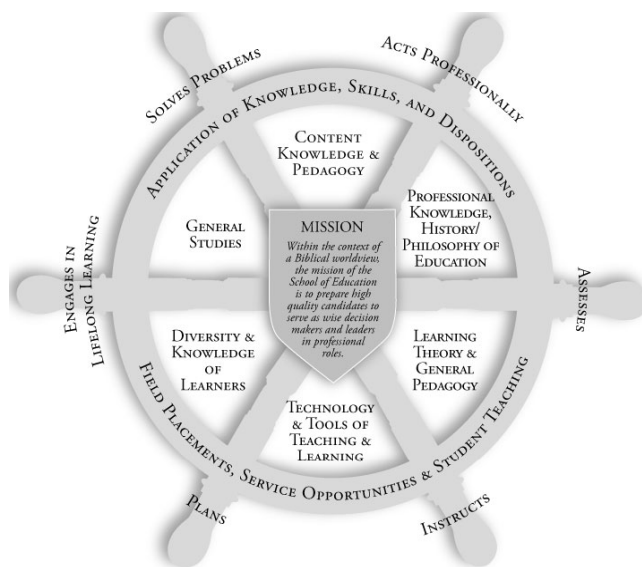 Solves Problems
Acts Professionally
Application of Knowledge, Skills, and Dispositions
Content
Knowledge &
Pedagogy
Professional
Knowledge,
History/
Philosophy of
Education
General
Studies
MISSION
Within the context of
a Biblical worldview,
the mission of the
School of Education
is to prepare high
quality candidates to
serve as wise decision
makers and leaders
in professional
roles.
Engages in
Lifelong Learning
Assesses
Diversity &
Knowledge
of
Learners
Learning
Theory &
General
Pedagogy
Technology
& Tools of
Teaching &
Learning
Field Placements, Service Opportunities & Student Teaching
Plans
Instructs